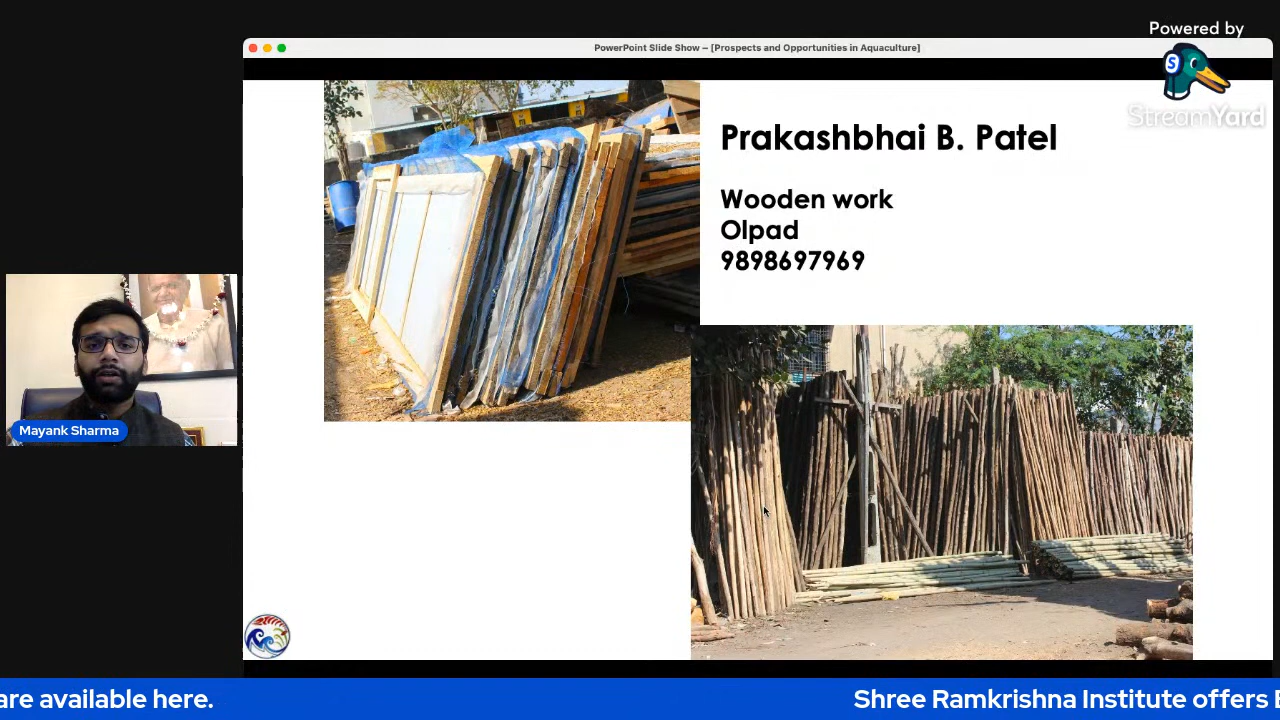 Powered by
StreamYard
PowerPoint Slide Show – [Prospects and Opportunities in Aquaculture]
Prakashbhai B. Patel
Wooden work
Olpad
9898697969
Mayank Sharma
are available here.
Shree Ramkrishna Institute offers